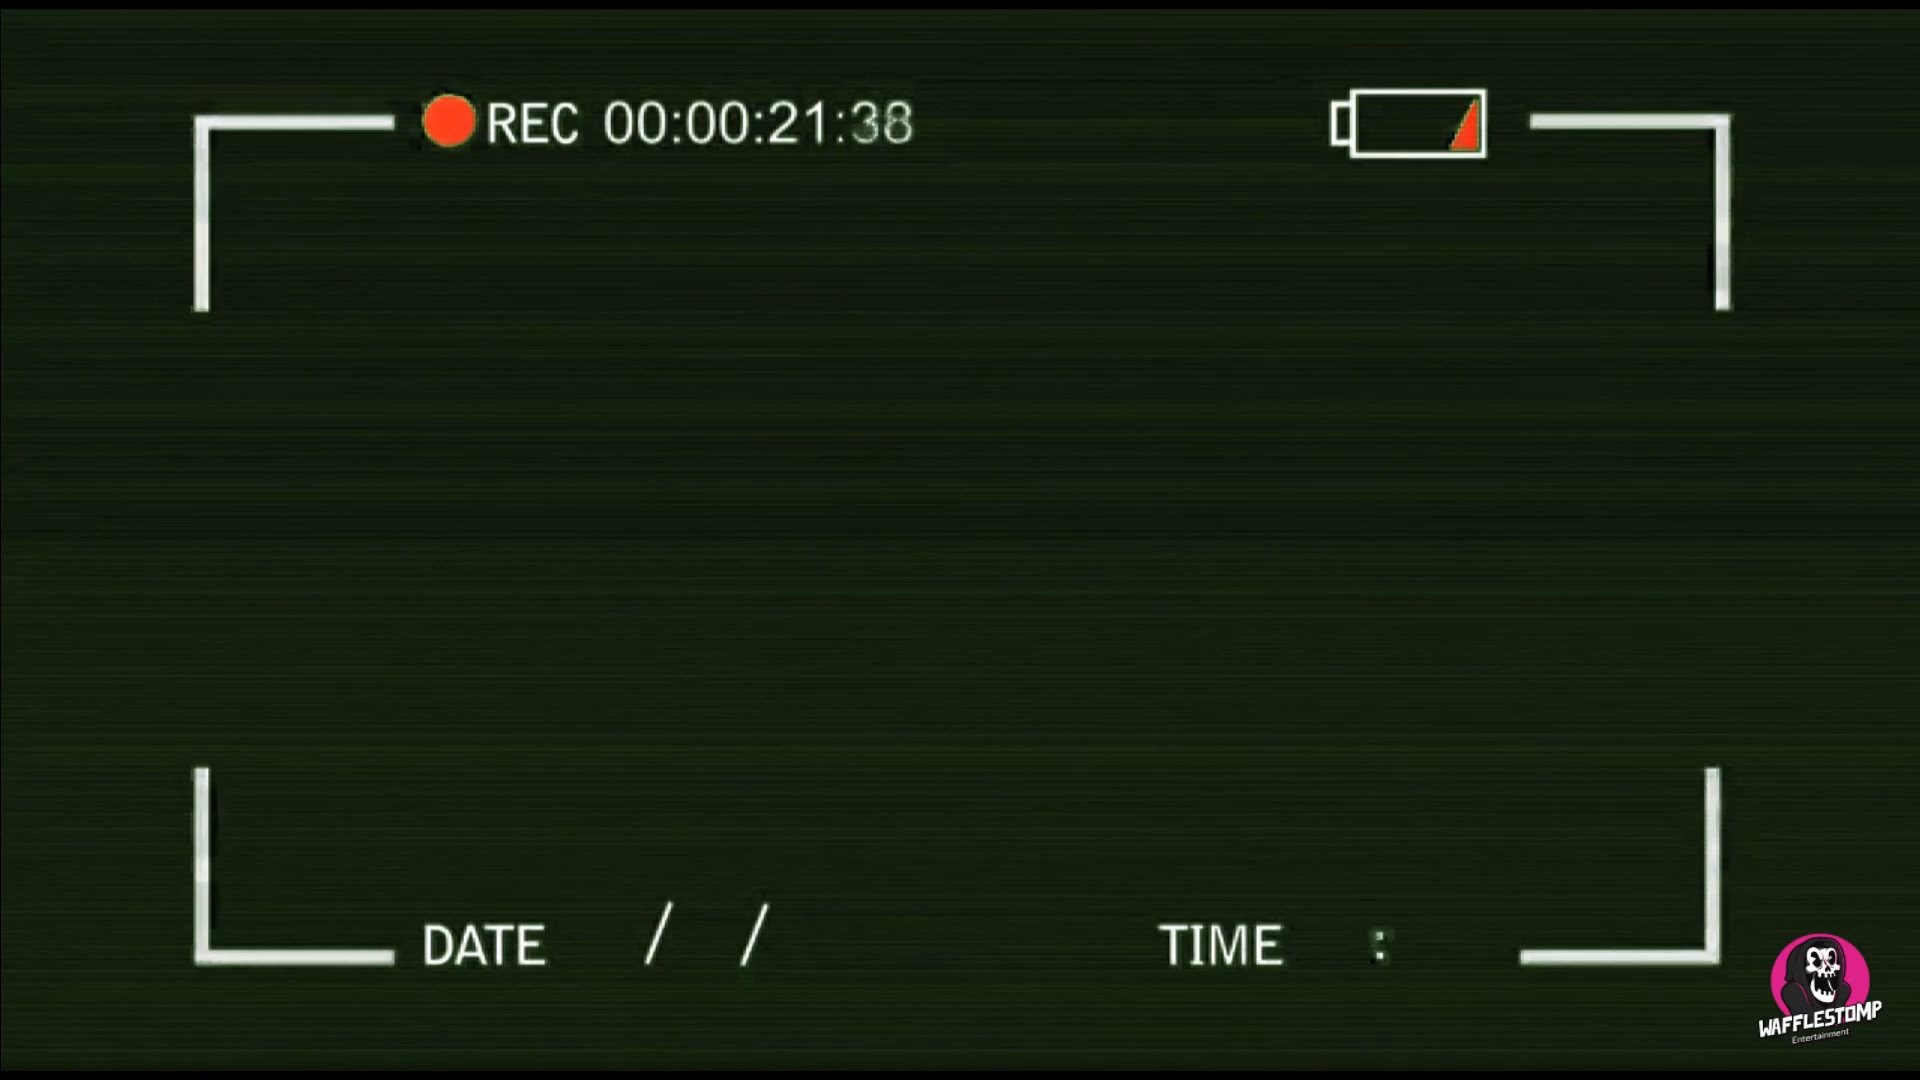 REC 00:00:21:38
DATE / /
TIME :
WAFFLESTOMP
Entertainment